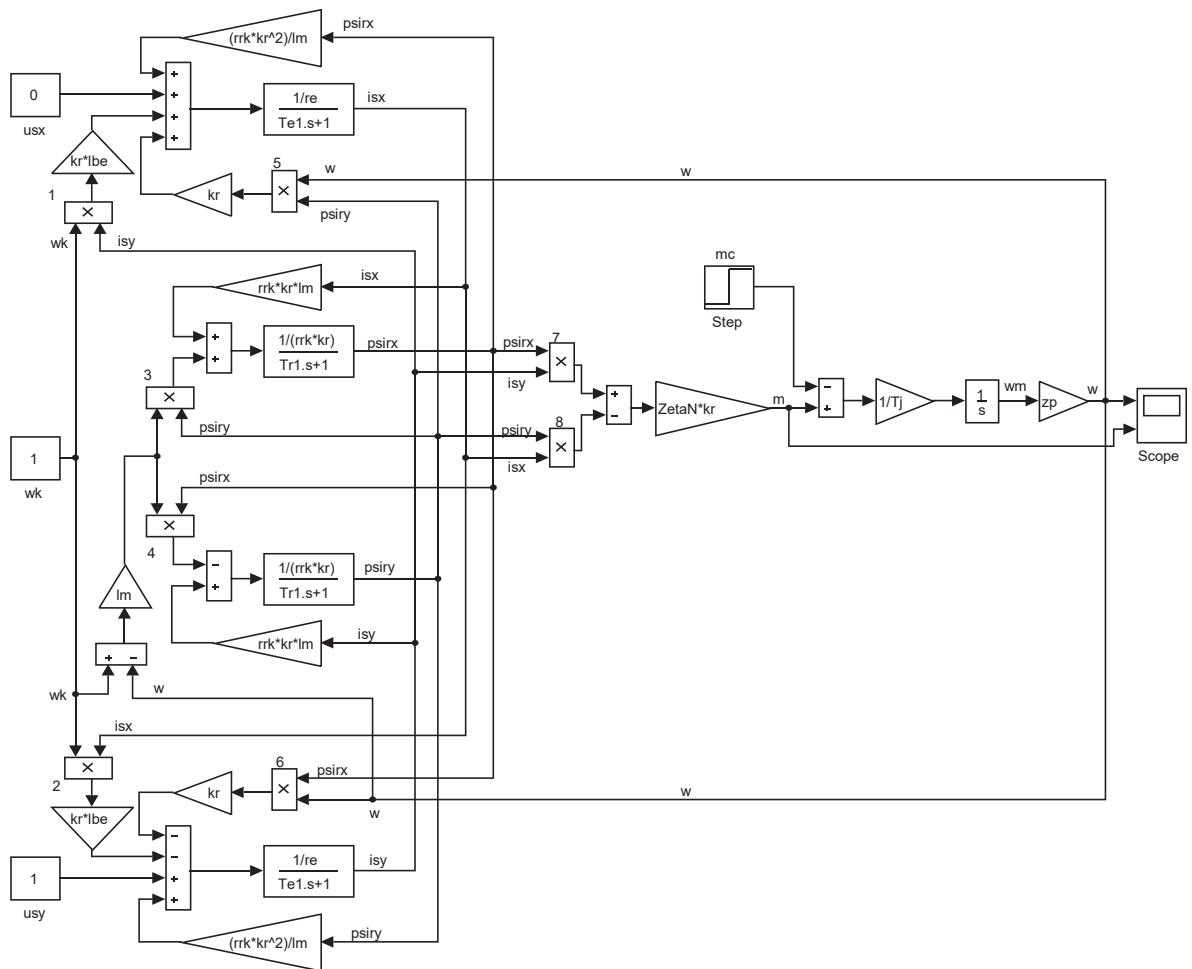 psirx
(rrk*kr^2)/lm
+
0
+
1/re
isx
+
Te1.s+1
usx
+
kr*lbe
5
w
w
kr
×
1
×
psiry
wk
isy
mc
isx
rrk*kr*lm
Step
+
1/(rrk*kr)
psirx
psirx
7
+
Tr1.s+1
×
3
isy
+
wm
w
×
−
1
m
−
ZetaN*kr
+
1/Tj
s
zp
psiry
psiry
8
1
×
isx
Scope
wk
psirx
×
4
−
1/(rrk*kr)
psiry
+
Tr1.s+1
lm
rrk*kr*lm
isy
+ −
wk
w
isx
×
6
psirx
2
kr
×
w
w
kr*lbe
−
−
1/re
isy
1
+
Te1.s+1
+
usy
psiry
(rrk*kr^2)/lm